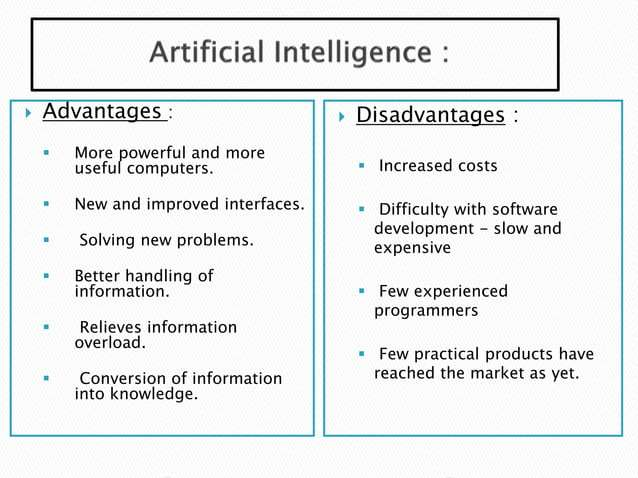 Artificial Intelligence :
Advantages :
More powerful and more
useful computers.
New and improved interfaces.
Solving new problems.
Better handling of
information.
Relieves information
overload.
Conversion of information
into knowledge.
Disadvantages :
Increased costs
Difficulty with software
development - slow and
expensive
Few experienced
programmers
Few practical products have
reached the market as yet.